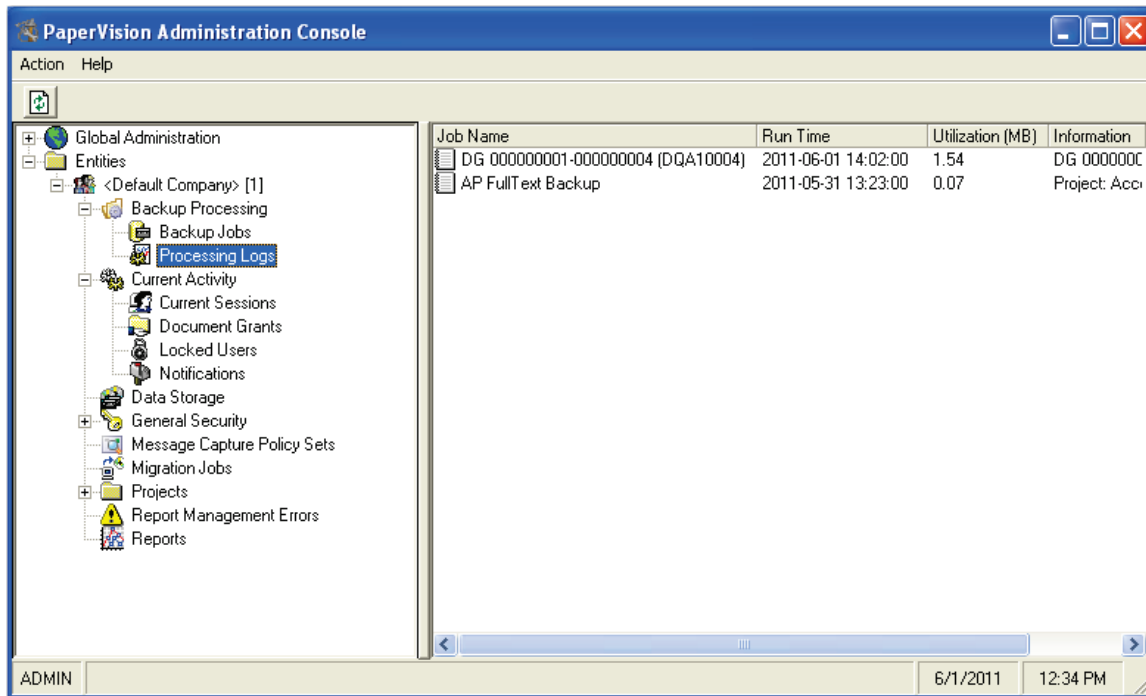 PaperVision Administration Console
Action Help
Global Administration
Entities
<Default Company> [1]
Backup Processing
Backup Jobs
Processing Logs
Current Activity
Current Sessions
Document Grants
Locked Users
Notifications
Data Storage
General Security
Message Capture Policy Sets
Migration Jobs
Projects
Report Management Errors
Reports
Job Name Run Time Utilization (MB) Information
DG 000000001-000000004 (DQA10004) 2011-06-01 14:02:00 1.54 DG 0000000
AP FullText Backup 2011-05-31 13:23:00 0.07 Project: Acc
ADMIN 6/1/2011 12:34 PM